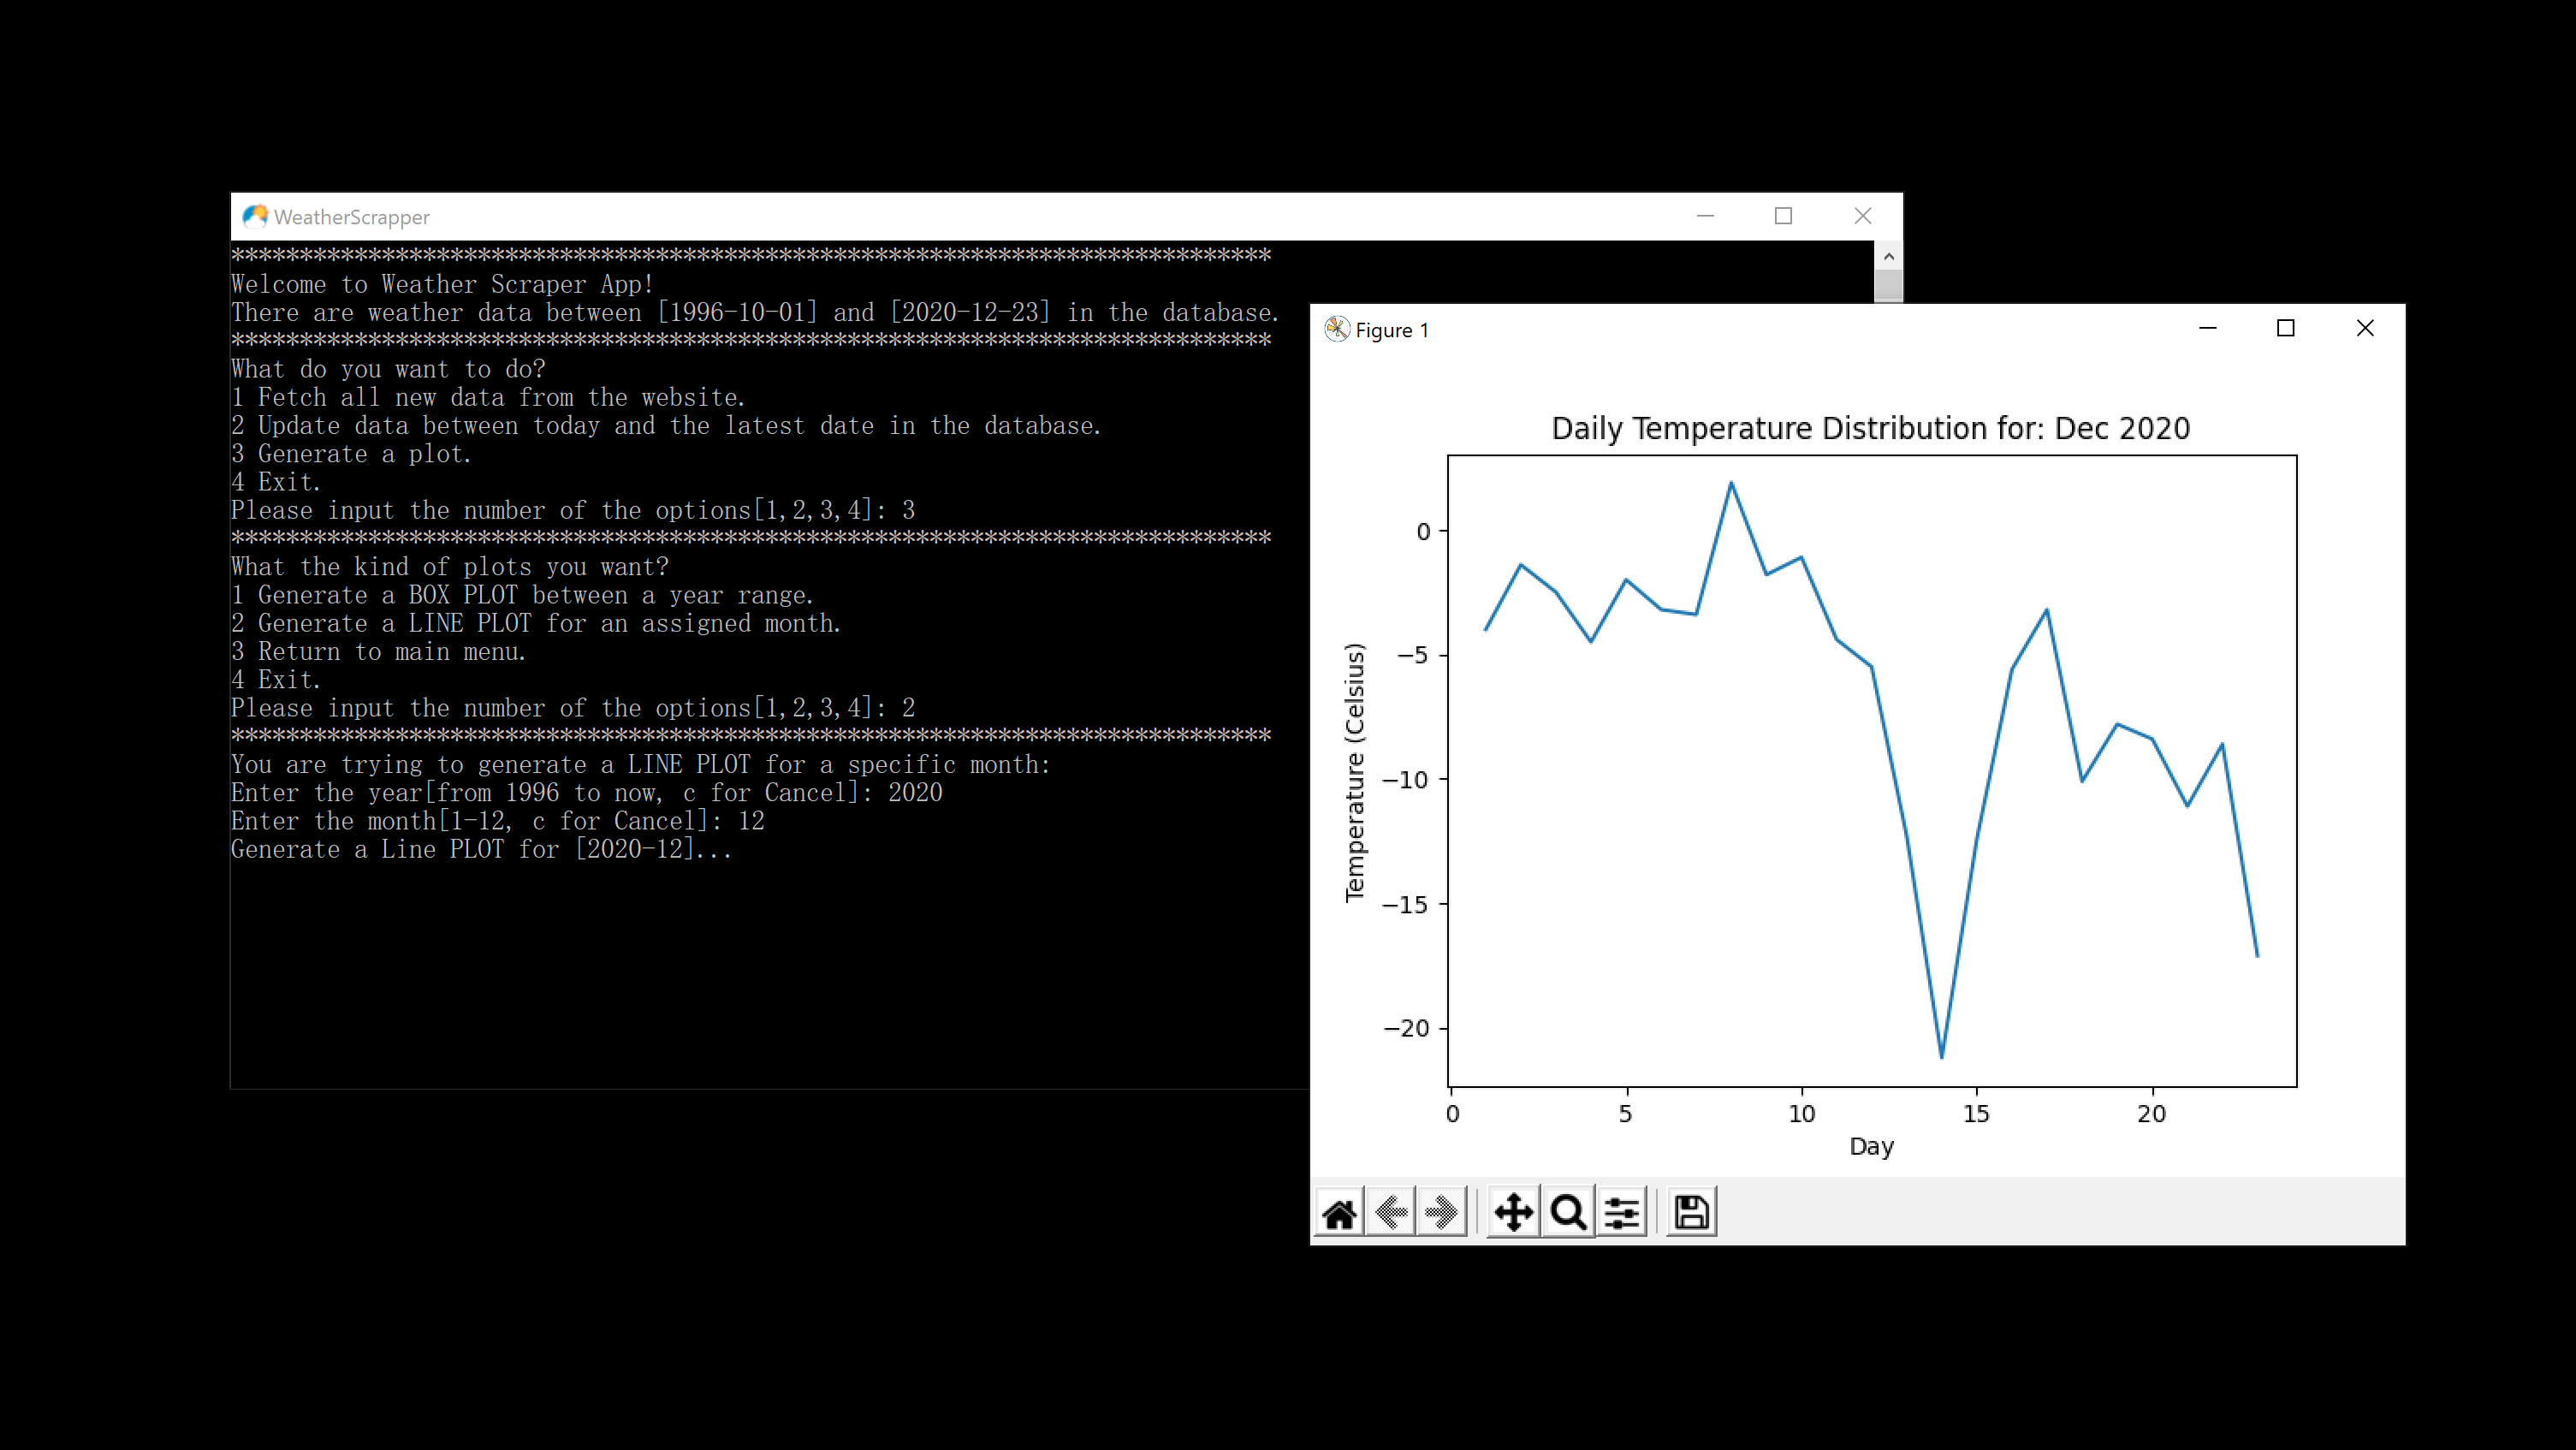 WeatherScrapper
****************************************************************************
Welcome to Weather Scraper App!
There are weather data between [1996-10-01] and [2020-12-23] in the database.
****************************************************************************
What do you want to do?
1 Fetch all new data from the website.
2 Update data between today and the latest date in the database.
3 Generate a plot.
4 Exit.
Please input the number of the options[1,2,3,4]: 3
****************************************************************************
What the kind of plots you want?
1 Generate a BOX PLOT between a year range.
2 Generate a LINE PLOT for an assigned month.
3 Return to main menu.
4 Exit.
Please input the number of the options[1,2,3,4]: 2
****************************************************************************
You are trying to generate a LINE PLOT for a specific month:
Enter the year[from 1996 to now, c for Cancel]: 2020
Enter the month[1-12, c for Cancel]: 12
Generate a Line PLOT for [2020-12]...
Figure 1
Daily Temperature Distribution for: Dec 2020
Temperature (Celsius)
0
−5
−10
−15
−20
0 5 10 15 20
Day